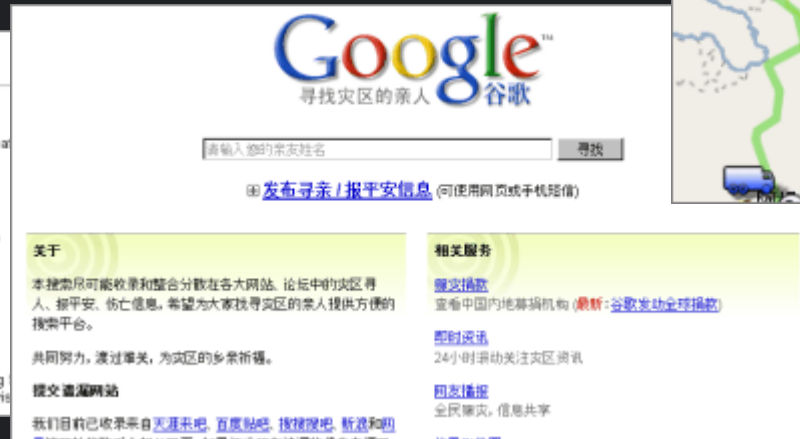 Google™
寻找灾区的亲人 谷歌
请输入您的亲友姓名 寻找
发布寻亲 / 报平安信息 (可使用网页或手机短信)
关于
本搜索尽可能收录和整合分散在各大网站、论坛中的灾区寻
人、报平安、伤亡信息，希望为大家找寻灾区的亲人提供方便的
搜索平台。
共同努力，渡过难关，为灾区的乡亲祈福。
提交遗漏网站
我们目前已收录来自天涯来吧、百度贴吧、搜搜搜吧、新浪和网
相关服务
赈灾捐款
查看中国内地募捐机构 (最新：谷歌发动全球捐款)
即时资讯
24小时滚动关注灾区资讯
网友播报
全民赈灾，信息共享